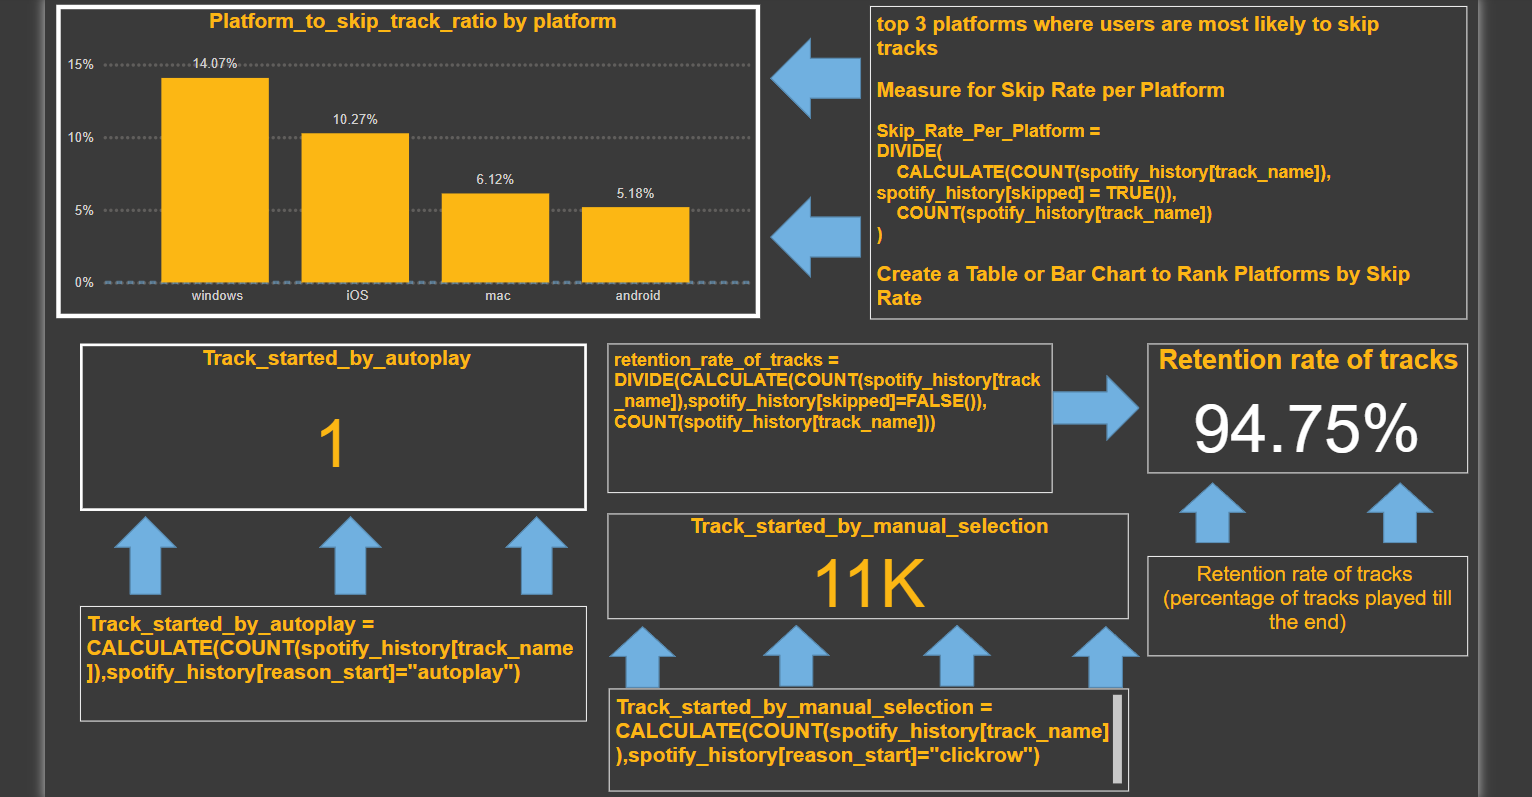 Platform_to_skip_track_ratio by platform
15%
10%
5%
0%
14.07%
10.27%
6.12%
5.18%
windows
iOS
mac
android
top 3 platforms where users are most likely to skip
tracks
Measure for Skip Rate per Platform
Skip_Rate_Per_Platform =
DIVIDE(
CALCULATE(COUNT(spotify_history[track_name]),
spotify_history[skipped] = TRUE()),
COUNT(spotify_history[track_name])
)
Create a Table or Bar Chart to Rank Platforms by Skip
Rate
Track_started_by_autoplay
1
retention_rate_of_tracks =
DIVIDE(CALCULATE(COUNT(spotify_history[track
_name]),spotify_history[skipped]=FALSE()),
COUNT(spotify_history[track_name]))
Retention rate of tracks
94.75%
Track_started_by_manual_selection
11K
Retention rate of tracks
(percentage of tracks played till
the end)
Track_started_by_autoplay =
CALCULATE(COUNT(spotify_history[track_name
]),spotify_history[reason_start]="autoplay")
Track_started_by_manual_selection =
CALCULATE(COUNT(spotify_history[track_name]
),spotify_history[reason_start]="clickrow")